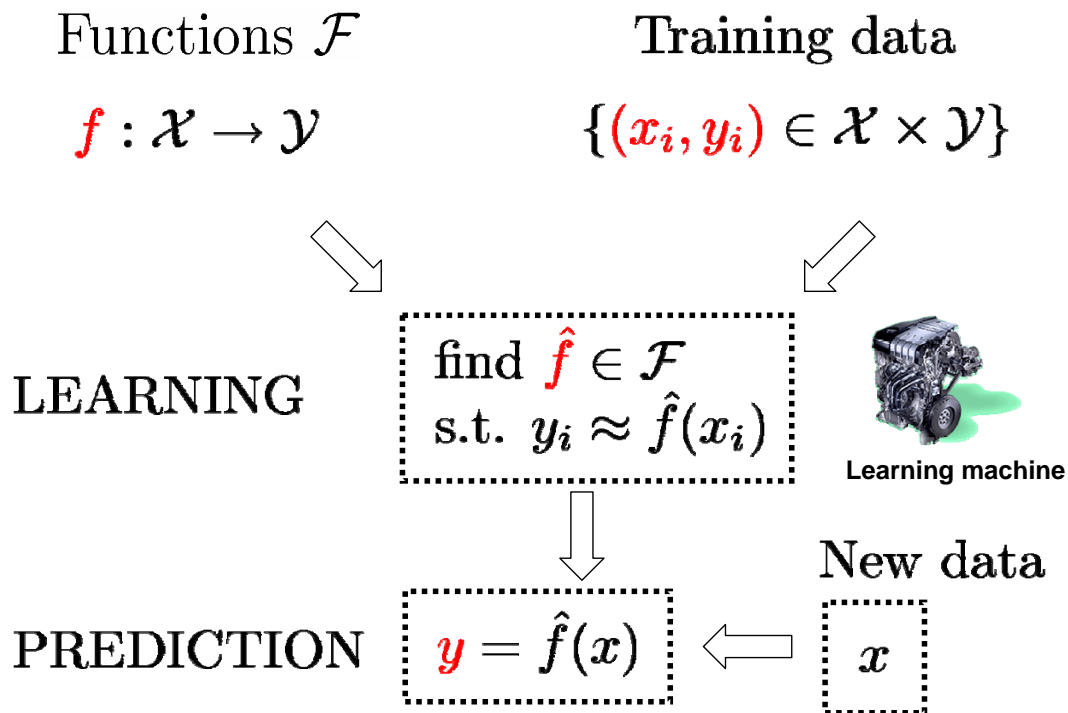 Functions ℱ
Training data
f : 𝒳 → 𝒴
{(xᵢ, yᵢ) ∈ 𝒳 × 𝒴}
LEARNING
find f̂ ∈ ℱ
s.t. yᵢ ≈ f̂(xᵢ)
Learning machine
New data
PREDICTION
y = f̂(x)
x